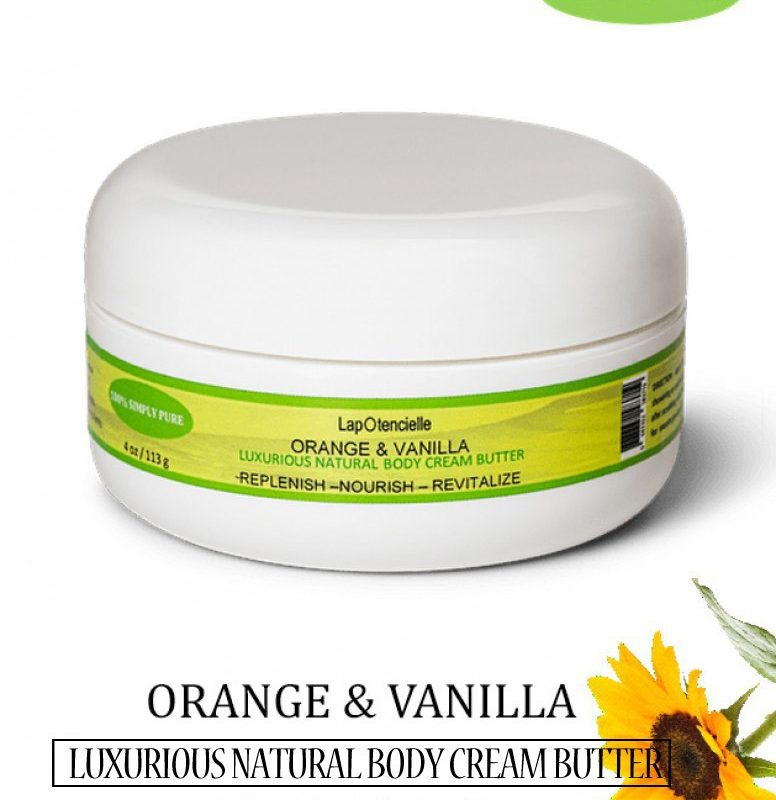 100% SIMPLY PURE
4 oz / 113 g
LapOtencielle
ORANGE & VANILLA
LUXURIOUS NATURAL BODY CREAM BUTTER
-REPLENISH –NOURISH – REVITALIZE
ORANGE & VANILLA
LUXURIOUS NATURAL BODY CREAM BUTTER